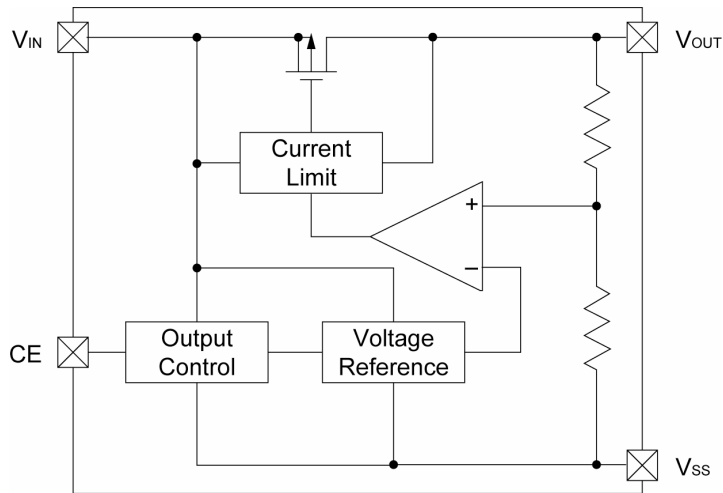 VIN
VOUT
Current
Limit
+
−
CE
Output
Control
Voltage
Reference
VSS